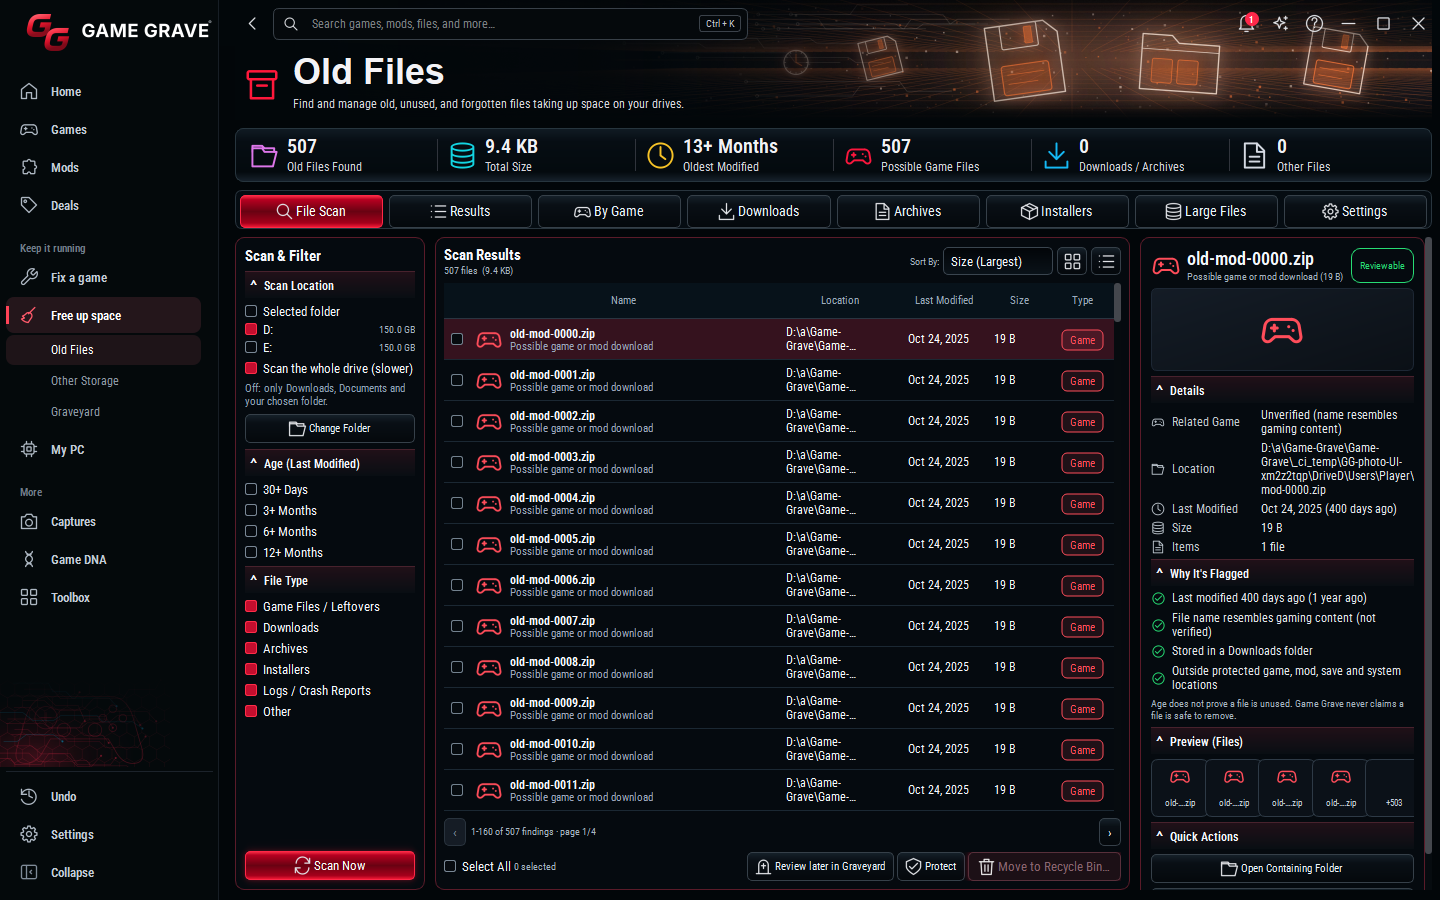 GG GAME GRAVE
Search games, mods, files, and more...
Ctrl + K
1
Home
Games
Mods
Deals
Keep it running
Fix a game
Free up space
Old Files
Other Storage
Graveyard
My PC
More
Captures
Game DNA
Toolbox
Undo
Settings
Collapse
Old Files
Find and manage old, unused, and forgotten files taking up space on your drives.
507
Old Files Found
9.4 KB
Total Size
13+ Months
Oldest Modified
507
Possible Game Files
0
Downloads / Archives
0
Other Files
File Scan
Results
By Game
Downloads
Archives
Installers
Large Files
Settings
Scan & Filter
^ Scan Location
Selected folder
D: 150.0 GB
E: 150.0 GB
Scan the whole drive (slower)
Off: only Downloads, Documents and
your chosen folder.
Change Folder
^ Age (Last Modified)
30+ Days
3+ Months
6+ Months
12+ Months
^ File Type
Game Files / Leftovers
Downloads
Archives
Installers
Logs / Crash Reports
Other
Scan Now
Scan Results
507 files (9.4 KB)
Sort By: Size (Largest)
Name Location Last Modified Size Type
old-mod-0000.zip
Possible game or mod download
D:\a\Game-
Grave\Game-...
Oct 24, 2025 19 B Game
old-mod-0001.zip
Possible game or mod download
D:\a\Game-
Grave\Game-...
Oct 24, 2025 19 B Game
old-mod-0002.zip
Possible game or mod download
D:\a\Game-
Grave\Game-...
Oct 24, 2025 19 B Game
old-mod-0003.zip
Possible game or mod download
D:\a\Game-
Grave\Game-...
Oct 24, 2025 19 B Game
old-mod-0004.zip
Possible game or mod download
D:\a\Game-
Grave\Game-...
Oct 24, 2025 19 B Game
old-mod-0005.zip
Possible game or mod download
D:\a\Game-
Grave\Game-...
Oct 24, 2025 19 B Game
old-mod-0006.zip
Possible game or mod download
D:\a\Game-
Grave\Game-...
Oct 24, 2025 19 B Game
old-mod-0007.zip
Possible game or mod download
D:\a\Game-
Grave\Game-...
Oct 24, 2025 19 B Game
old-mod-0008.zip
Possible game or mod download
D:\a\Game-
Grave\Game-...
Oct 24, 2025 19 B Game
old-mod-0009.zip
Possible game or mod download
D:\a\Game-
Grave\Game-...
Oct 24, 2025 19 B Game
old-mod-0010.zip
Possible game or mod download
D:\a\Game-
Grave\Game-...
Oct 24, 2025 19 B Game
old-mod-0011.zip
Possible game or mod download
D:\a\Game-
Grave\Game-...
Oct 24, 2025 19 B Game
‹ 1-160 of 507 findings · page 1/4 ›
Select All 0 selected
Review later in Graveyard
Protect
Move to Recycle Bin...
old-mod-0000.zip
Possible game or mod download (19 B)
Reviewable
^ Details
Related Game
Unverified (name resembles
gaming content)
Location
D:\a\Game-Grave\Game-
Grave\_ci_temp\GG-photo-UI-
xm2z2tqp\DriveD\Users\Player\
mod-0000.zip
Last Modified Oct 24, 2025 (400 days ago)
Size 19 B
Items 1 file
^ Why It's Flagged
Last modified 400 days ago (1 year ago)
File name resembles gaming content (not
verified)
Stored in a Downloads folder
Outside protected game, mod, save and system
locations
Age does not prove a file is unused. Game Grave never claims a
file is safe to remove.
^ Preview (Files)
old-...zip
old-...zip
old-...zip
old-...zip
+503
^ Quick Actions
Open Containing Folder